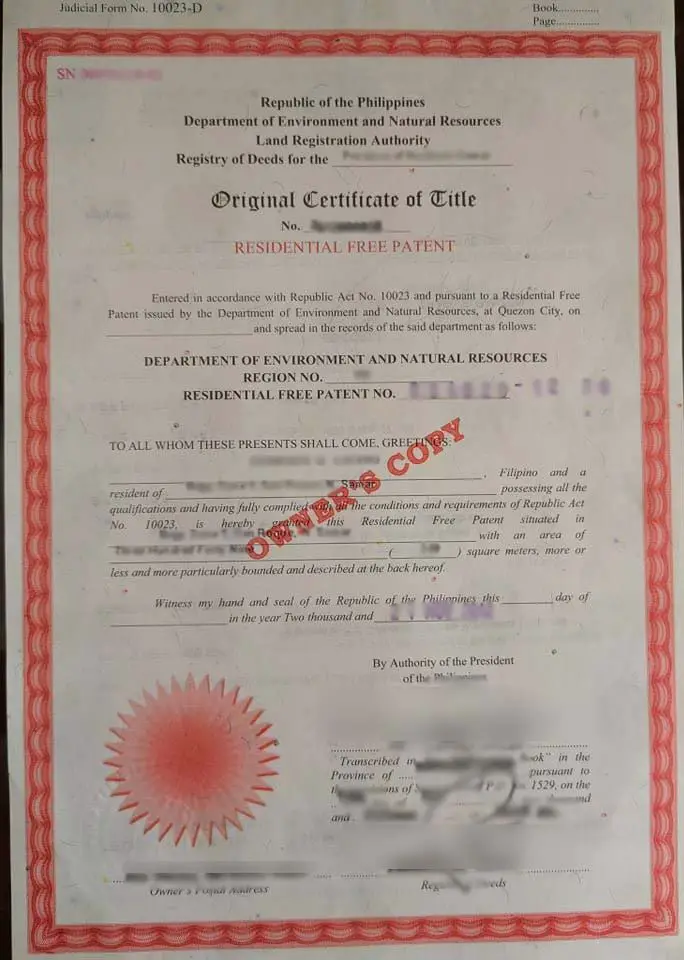 Judicial Form No. 10023-D
Book..............
Page...............
SN
Republic of the Philippines
Department of Environment and Natural Resources
Land Registration Authority
Registry of Deeds for the
Original Certificate of Title
No.
RESIDENTIAL FREE PATENT
Entered in accordance with Republic Act No. 10023 and pursuant to a Residential Free
Patent issued by the Department of Environment and Natural Resources, at Quezon City, on
and spread in the records of the said department as follows:
DEPARTMENT OF ENVIRONMENT AND NATURAL RESOURCES
REGION NO.
RESIDENTIAL FREE PATENT NO.
TO ALL WHOM THESE PRESENTS SHALL COME, GREETINGS:
, Filipino and a
resident of Samar possessing all the
qualifications and having fully complied with all the conditions and requirements of Republic Act
No. 10023, is hereby granted this Residential Free Patent situated in
Roque, with an area of
( ) square meters, more or
less and more particularly bounded and described at the back hereof.
OWNER'S COPY
Witness my hand and seal of the Republic of the Philippines this day of
in the year Two thousand and
By Authority of the President
of the
Transcribed in Book" in the
Province of ..... pursuant to
of 1529, on the
and
Owner's Postal Address
Deeds